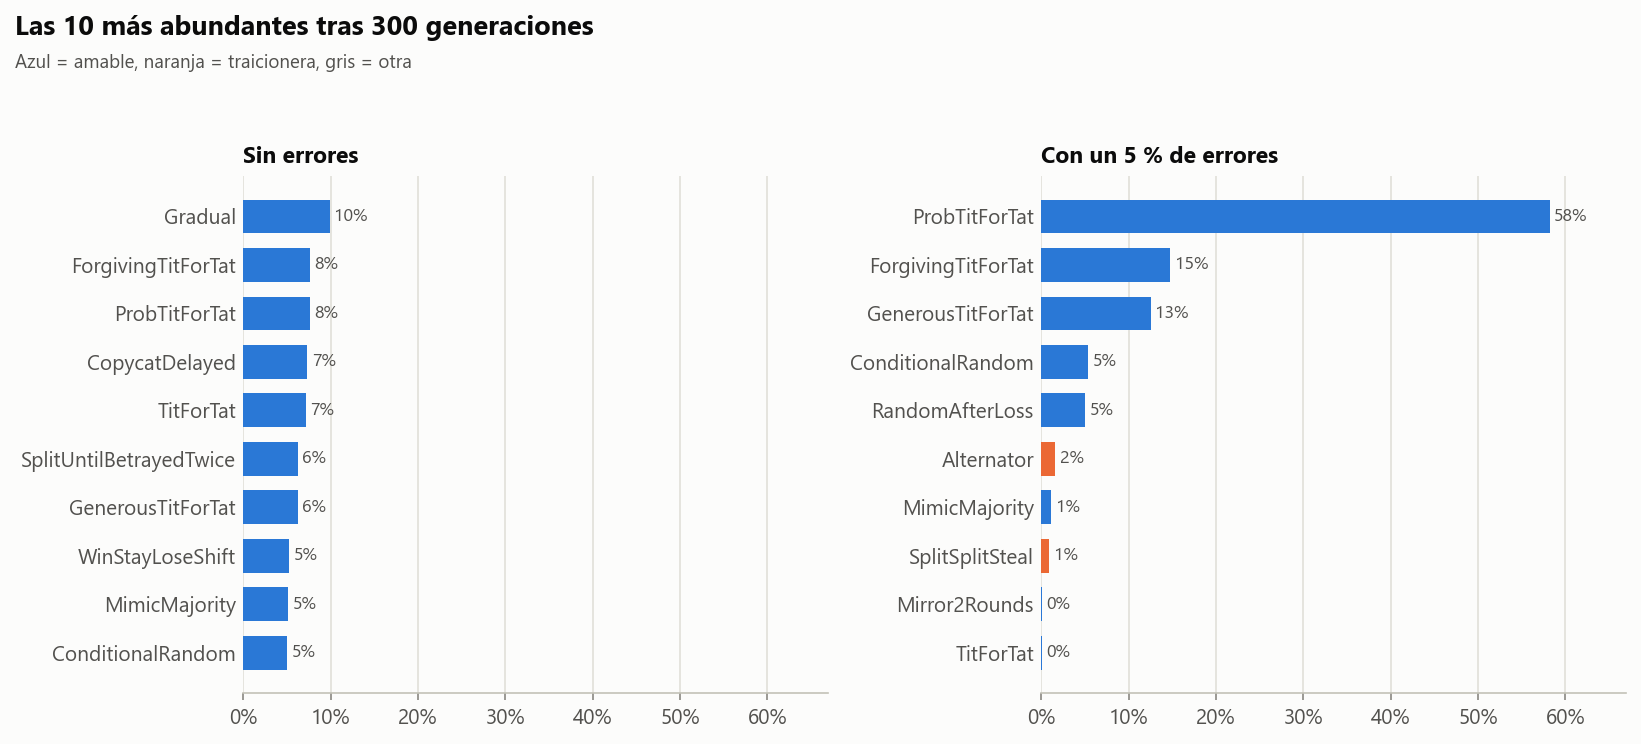 Las 10 más abundantes tras 300 generaciones
Azul = amable, naranja = traicionera, gris = otra
Sin errores
Gradual 10%
ForgivingTitForTat 8%
ProbTitForTat 8%
CopycatDelayed 7%
TitForTat 7%
SplitUntilBetrayedTwice 6%
GenerousTitForTat 6%
WinStayLoseShift 5%
MimicMajority 5%
ConditionalRandom 5%
0% 10% 20% 30% 40% 50% 60%
Con un 5 % de errores
ProbTitForTat 58%
ForgivingTitForTat 15%
GenerousTitForTat 13%
ConditionalRandom 5%
RandomAfterLoss 5%
Alternator 2%
MimicMajority 1%
SplitSplitSteal 1%
Mirror2Rounds 0%
TitForTat 0%
0% 10% 20% 30% 40% 50% 60%